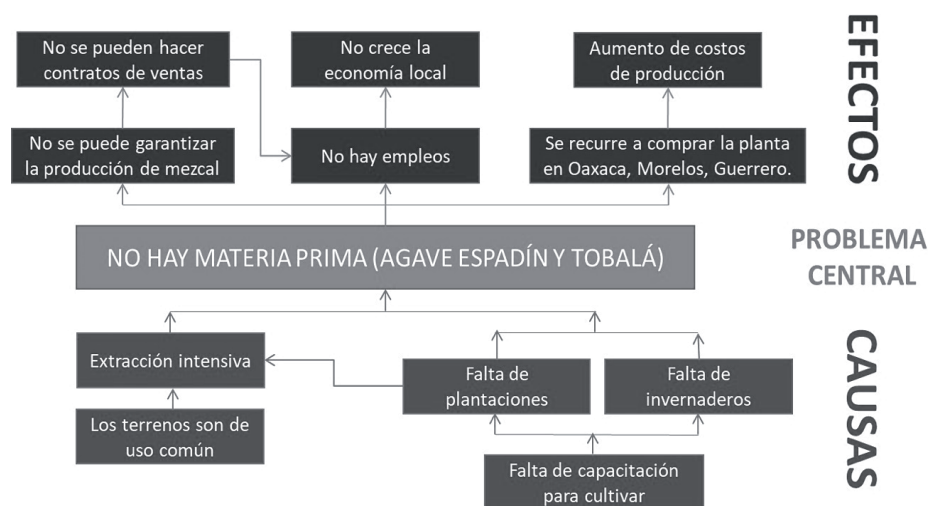 No se pueden hacer
contratos de ventas
No crece la
economía local
Aumento de costos
de producción
No se puede garantizar
la producción de mezcal
No hay empleos
Se recurre a comprar la planta
en Oaxaca, Morelos, Guerrero.
EFECTOS
NO HAY MATERIA PRIMA (AGAVE ESPADÍN Y TOBALÁ)
PROBLEMA
CENTRAL
Extracción intensiva
Falta de
plantaciones
Falta de
invernaderos
Los terrenos son de
uso común
Falta de capacitación
para cultivar
CAUSAS